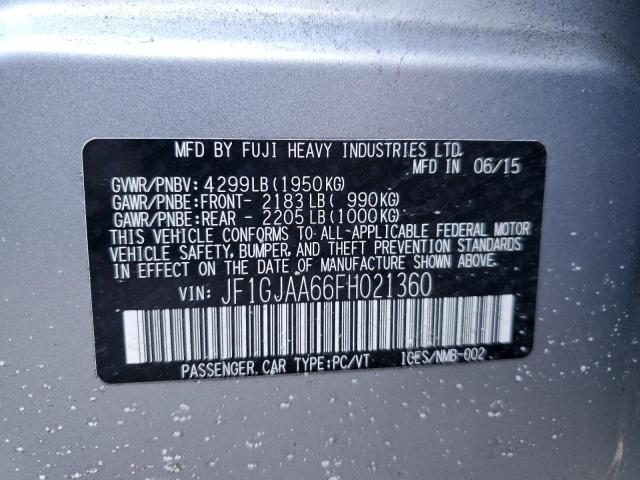 MFD BY FUJI HEAVY INDUSTRIES LTD.
MFD IN 06/15
GVWR/PNBV: 4299LB(1950KG)
GAWR/PNBE:FRONT- 2183LB( 990KG)
GAWR/PNBE:REAR - 2205LB(1000KG)
THIS VEHICLE CONFORMS TO ALL-APPLICABLE FEDERAL MOTOR
VEHICLE SAFETY, BUMPER, AND THEFT PREVENTION STANDARDS
IN EFFECT ON THE DATE OF MANUFACTURE SHOWN ABOVE.
VIN: JF1GJAA66FH021360
PASSENGER CAR TYPE:PC/VT 1GES/NMB-002